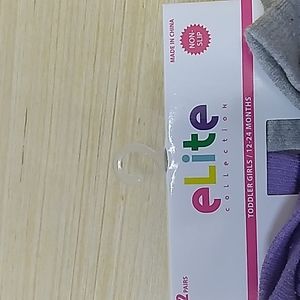 MADE IN CHINA
NON-
SLIP
eLite
collection
TODDLER GIRLS / 12-24 MONTHS
2 PAIRS